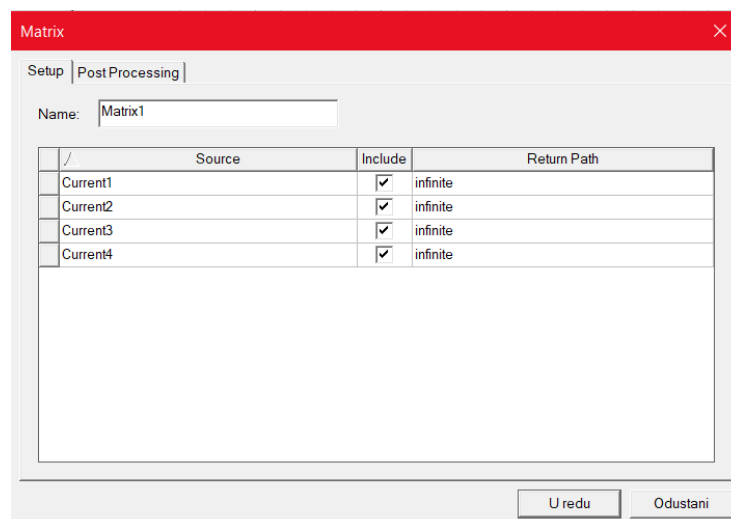 Matrix
Setup Post Processing
Name: Matrix1
Source Include Return Path
Current1 infinite
Current2 infinite
Current3 infinite
Current4 infinite
U redu Odustani